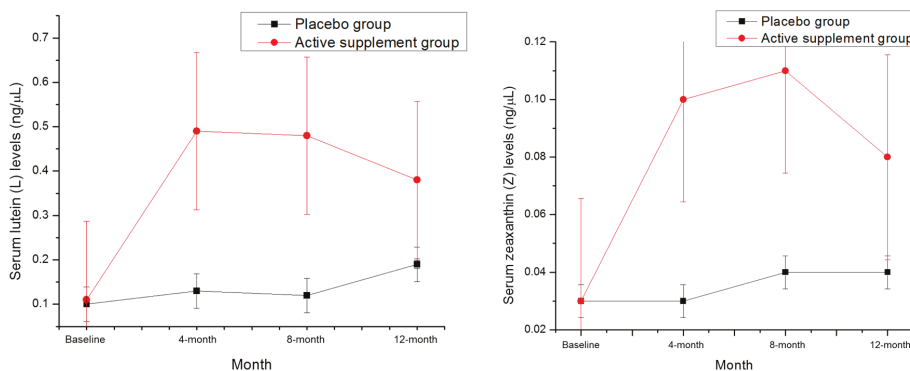 Placebo group
Active supplement group
Serum lutein (L) levels (ng/μL)
0.7
0.6
0.5
0.4
0.3
0.2
0.1
Baseline
4-month
8-month
12-month
Month
Placebo group
Active supplement group
Serum zeaxanthin (Z) levels (ng/μL)
0.12
0.10
0.08
0.06
0.04
0.02
Baseline
4-month
8-month
12-month
Month